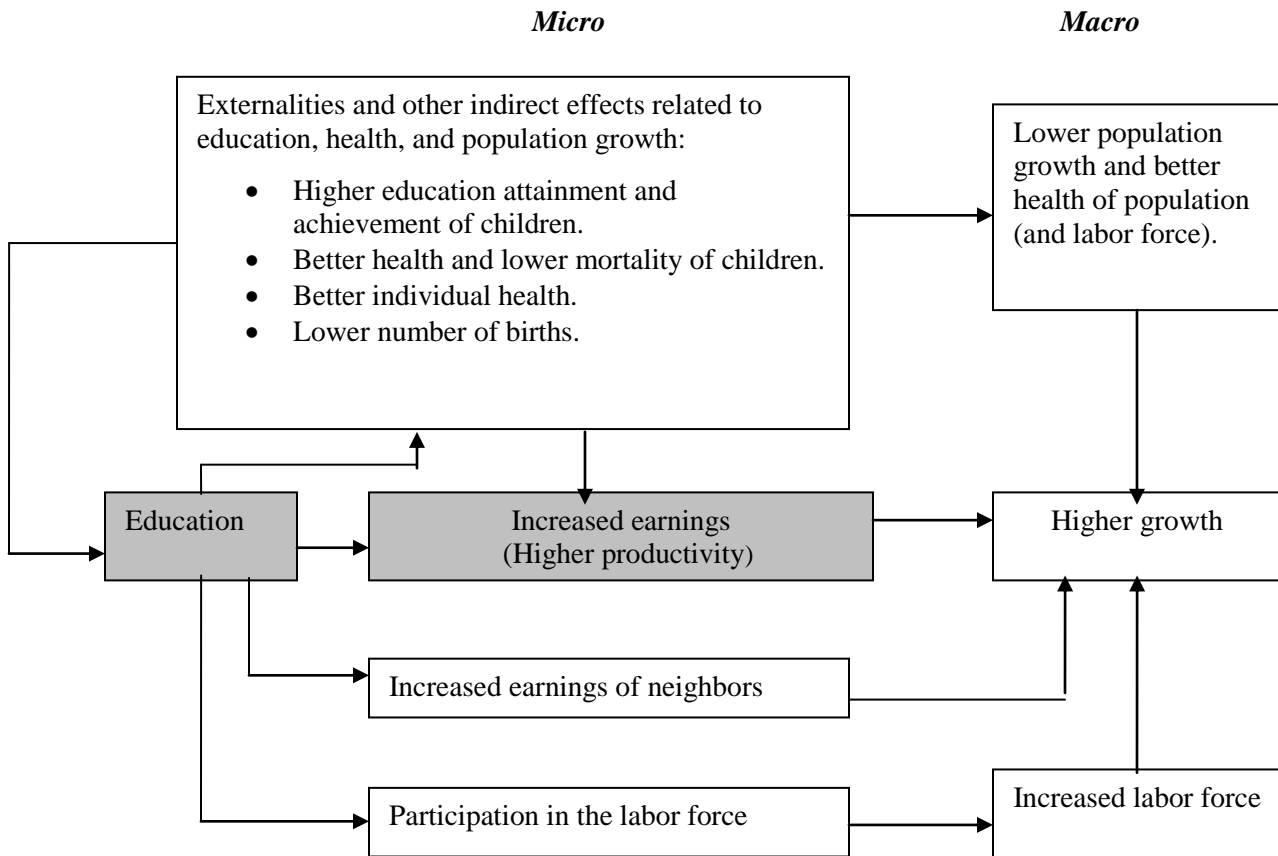 Micro
Macro
Externalities and other indirect effects related to
education, health, and population growth:
• Higher education attainment and
achievement of children.
• Better health and lower mortality of children.
• Better individual health.
• Lower number of births.
Lower population
growth and better
health of population
(and labor force).
Education
Increased earnings
(Higher productivity)
Higher growth
Increased earnings of neighbors
Participation in the labor force
Increased labor force